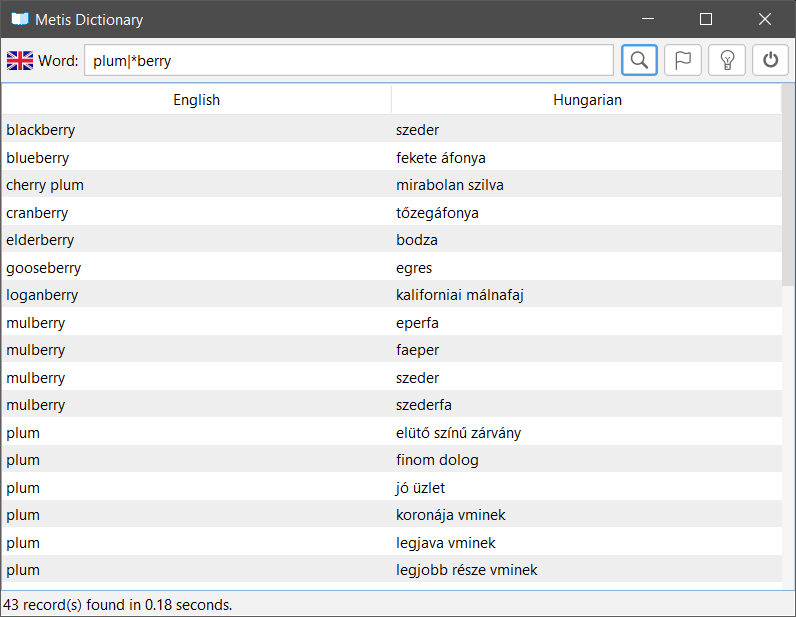 Metis Dictionary
Word: plum|*berry
English Hungarian
blackberry szeder
blueberry fekete áfonya
cherry plum mirabolan szilva
cranberry tőzegáfonya
elderberry bodza
gooseberry egres
loganberry kaliforniai málnafaj
mulberry eperfa
mulberry faeper
mulberry szeder
mulberry szederfa
plum elütő színű zárvány
plum finom dolog
plum jó üzlet
plum koronája vminek
plum legjava vminek
plum legjobb része vminek
43 record(s) found in 0.18 seconds.